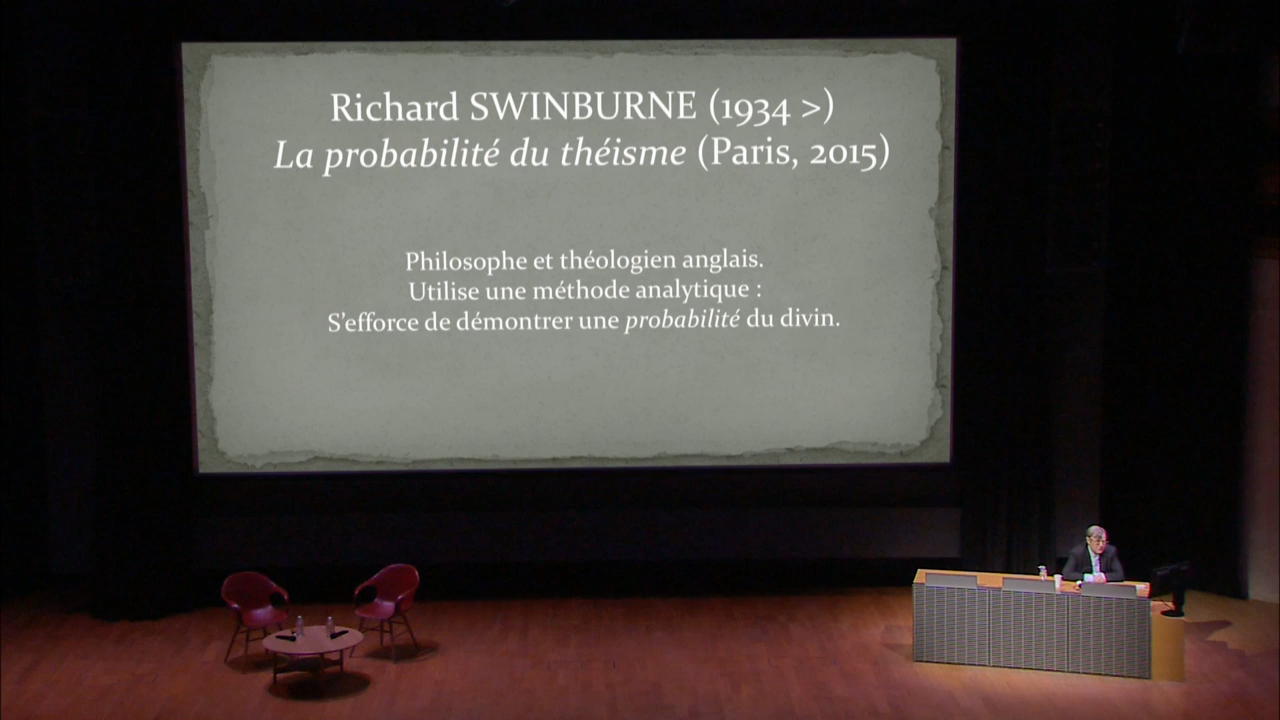 Richard SWINBURNE (1934 >)
La probabilité du théisme (Paris, 2015)
Philosophe et théologien anglais.
Utilise une méthode analytique :
S'efforce de démontrer une probabilité du divin.